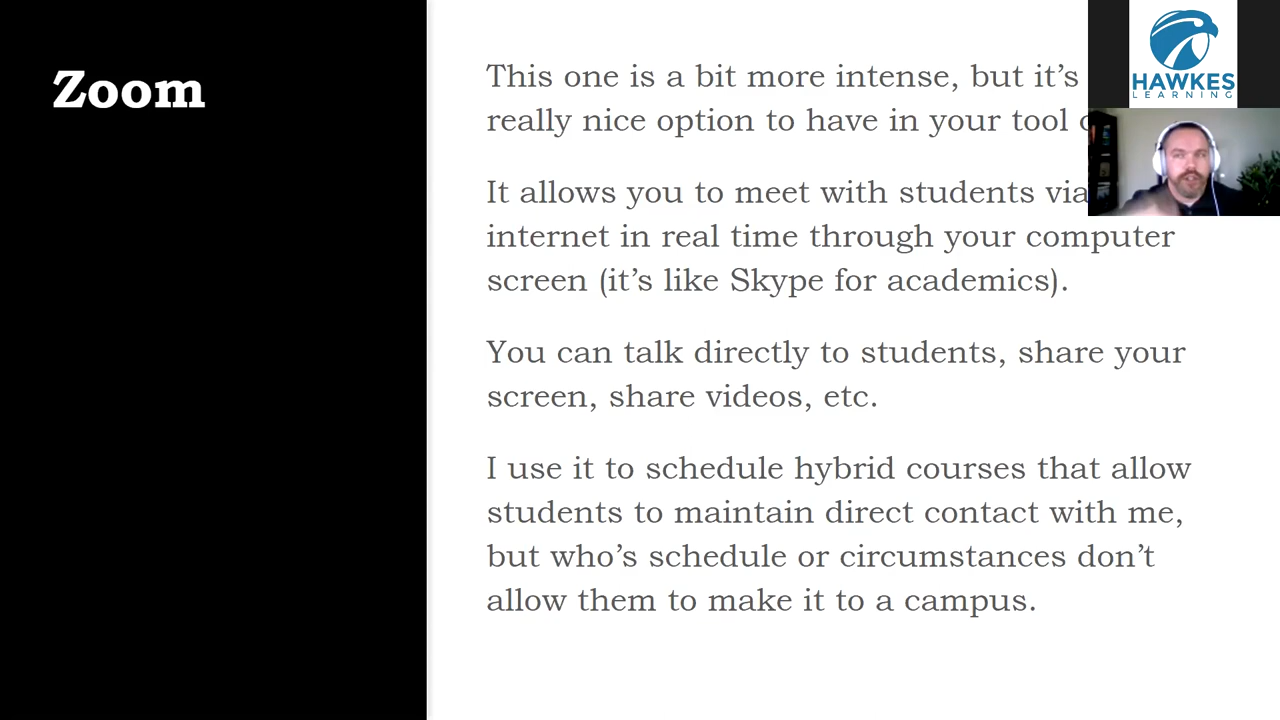 Zoom
This one is a bit more intense, but it's
really nice option to have in your tool
It allows you to meet with students via
internet in real time through your computer
screen (it's like Skype for academics).
You can talk directly to students, share your
screen, share videos, etc.
I use it to schedule hybrid courses that allow
students to maintain direct contact with me,
but who's schedule or circumstances don't
allow them to make it to a campus.
HAWKES
LEARNING